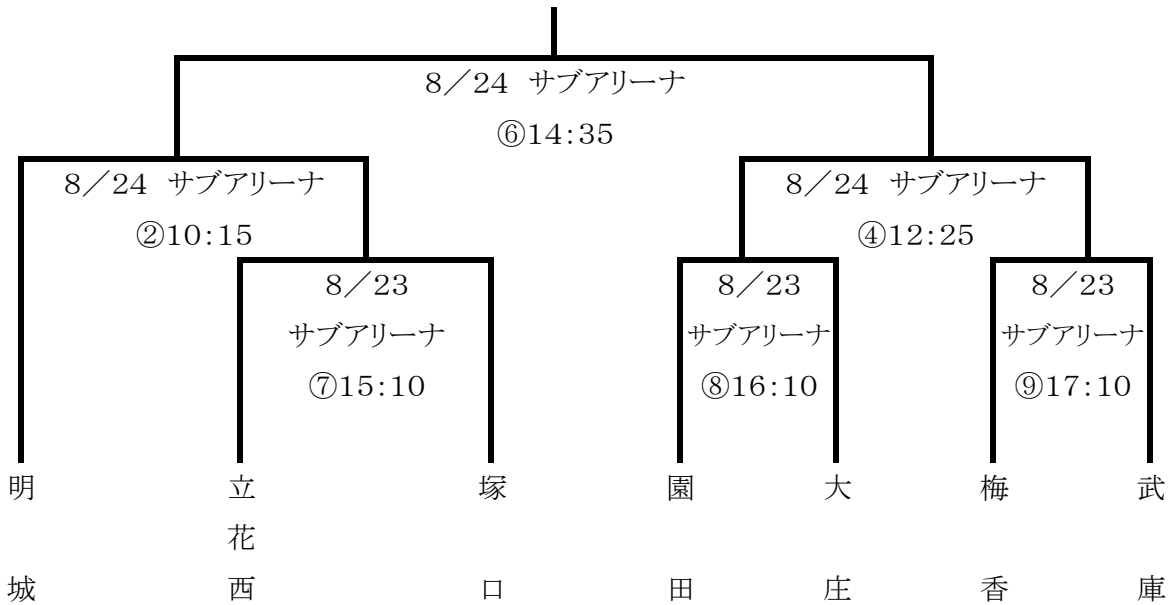 8/24 サブアリーナ
⑥14:35
8/24 サブアリーナ
②10:15
8/24 サブアリーナ
④12:25
8/23
サブアリーナ
⑦15:10
8/23
サブアリーナ
⑧16:10
8/23
サブアリーナ
⑨17:10
明城
立花西
塚口
園田
大庄
梅香
武庫